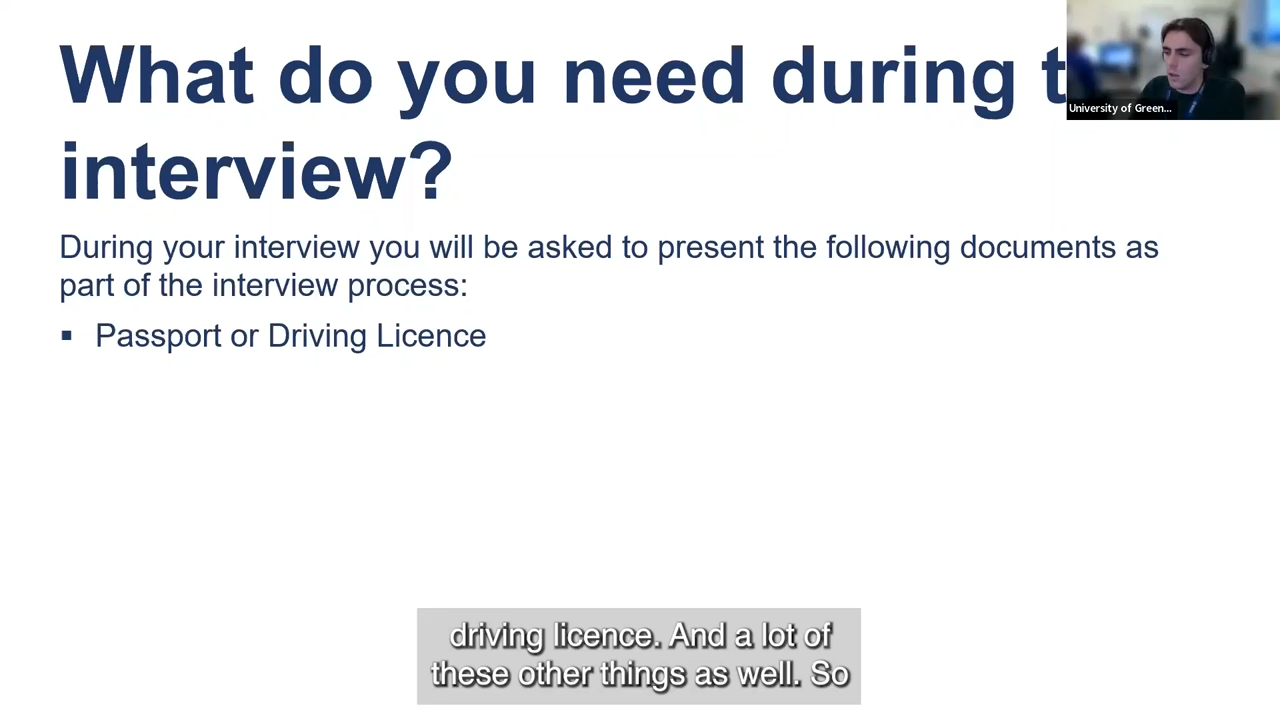 What do you need during t
interview?
University of Green...
During your interview you will be asked to present the following documents as
part of the interview process:
▪ Passport or Driving Licence
driving licence. And a lot of
these other things as well. So